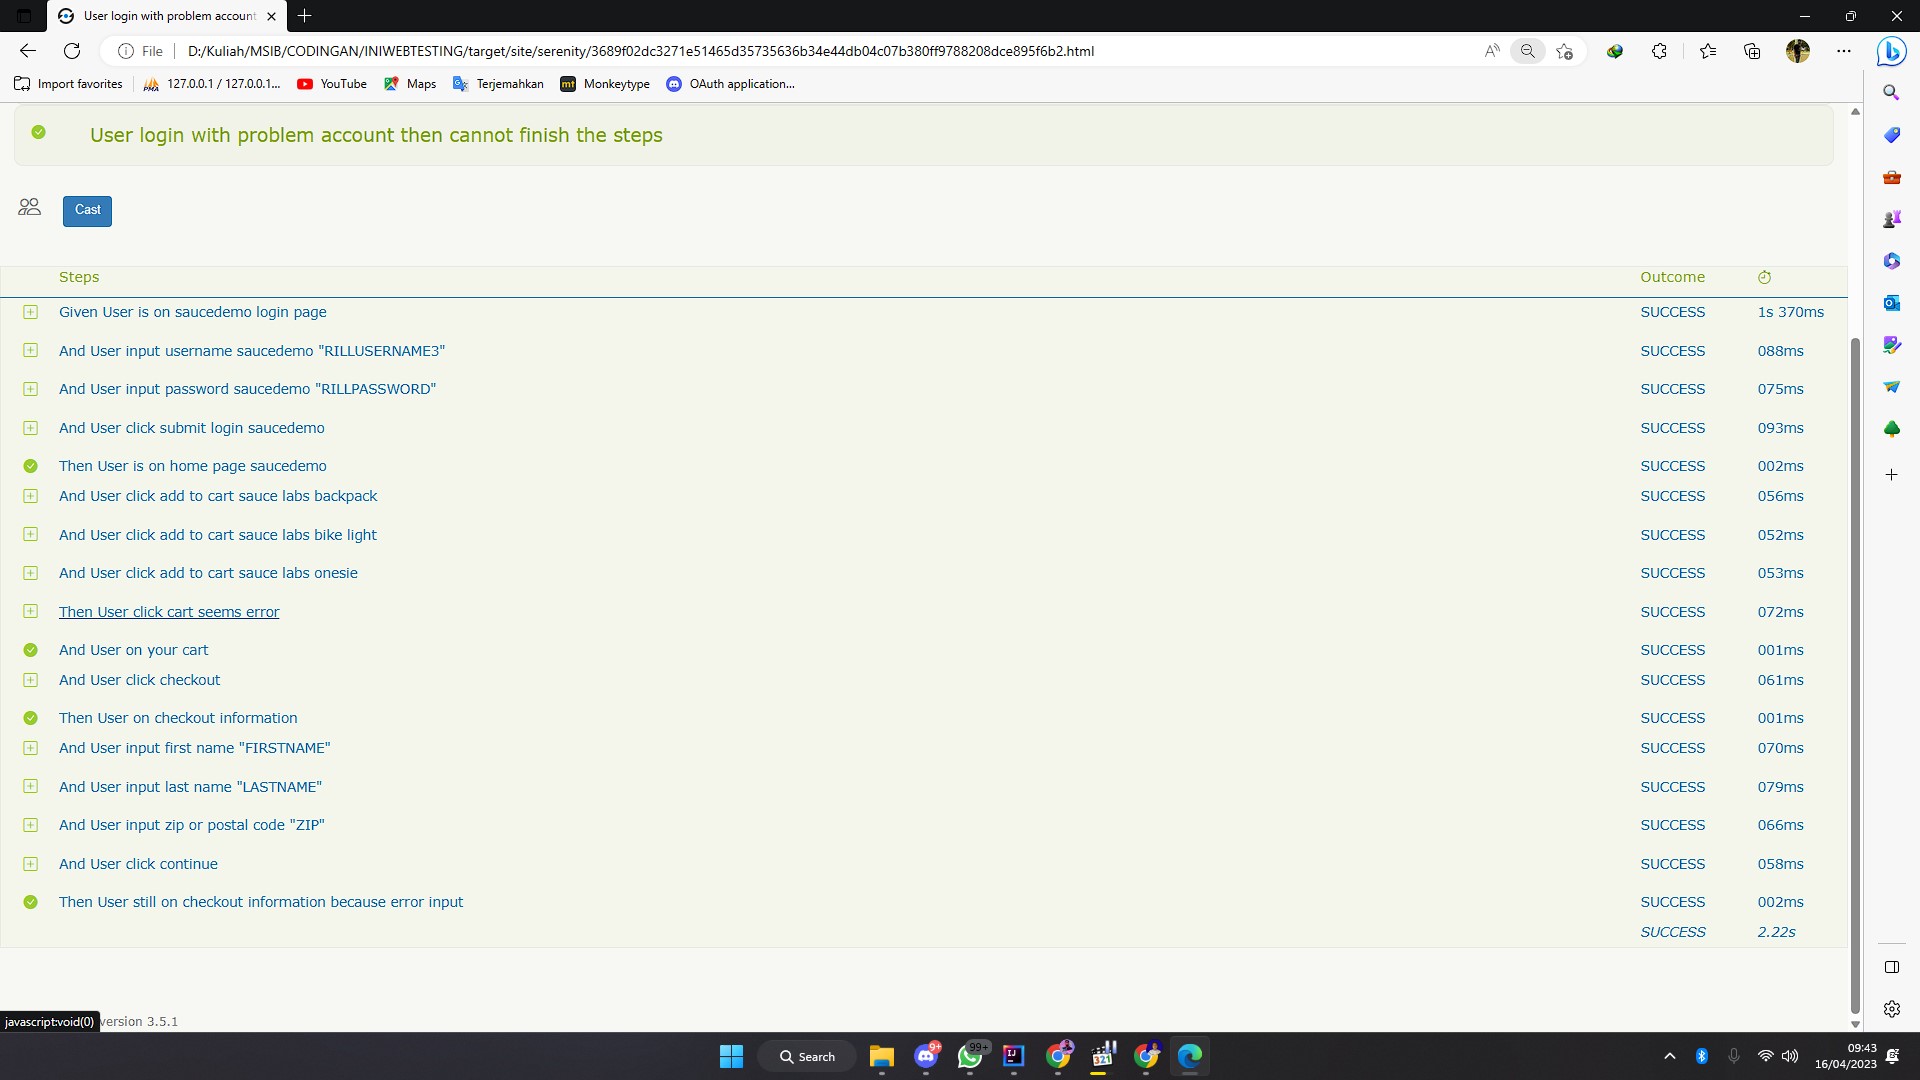 User login with problem account
File
D:/Kuliah/MSIB/CODINGAN/INIWEBTESTING/target/site/serenity/3689f02dc3271e51465d35735636b34e44db04c07b380ff9788208dce895f6b2.html
Import favorites
127.0.0.1 / 127.0.0.1...
YouTube
Maps
Terjemahkan
mt Monkeytype
OAuth application...
User login with problem account then cannot finish the steps
Cast
Steps Outcome
Given User is on saucedemo login page SUCCESS 1s 370ms
And User input username saucedemo "RILLUSERNAME3" SUCCESS 088ms
And User input password saucedemo "RILLPASSWORD" SUCCESS 075ms
And User click submit login saucedemo SUCCESS 093ms
Then User is on home page saucedemo SUCCESS 002ms
And User click add to cart sauce labs backpack SUCCESS 056ms
And User click add to cart sauce labs bike light SUCCESS 052ms
And User click add to cart sauce labs onesie SUCCESS 053ms
Then User click cart seems error SUCCESS 072ms
And User on your cart SUCCESS 001ms
And User click checkout SUCCESS 061ms
Then User on checkout information SUCCESS 001ms
And User input first name "FIRSTNAME" SUCCESS 070ms
And User input last name "LASTNAME" SUCCESS 079ms
And User input zip or postal code "ZIP" SUCCESS 066ms
And User click continue SUCCESS 058ms
Then User still on checkout information because error input SUCCESS 002ms
SUCCESS 2.22s
javascript:void(0) version 3.5.1
Search
9+
99+
IJ
321
09:43
16/04/2023